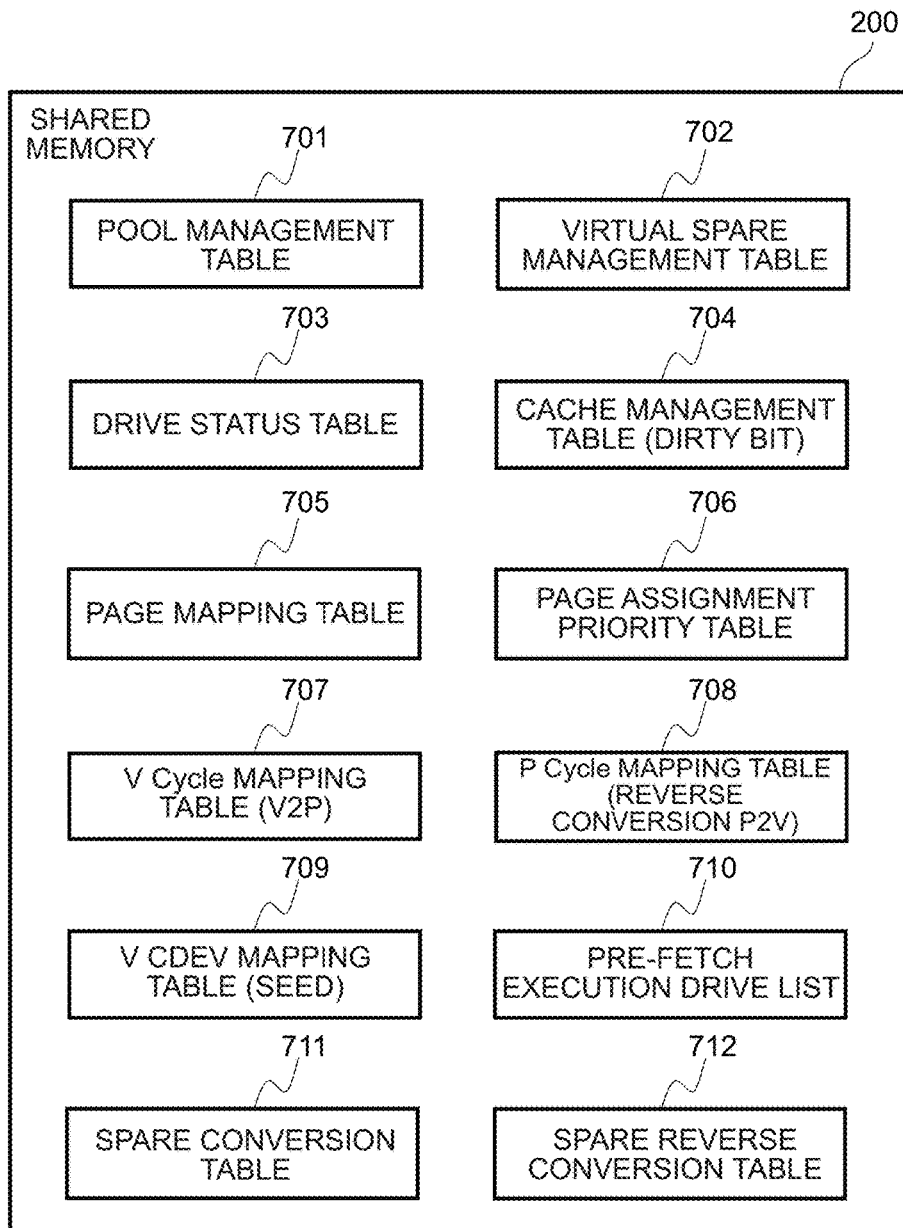 200
SHARED
MEMORY
701
702
POOL MANAGEMENT
TABLE
VIRTUAL SPARE
MANAGEMENT TABLE
703
704
DRIVE STATUS TABLE
CACHE MANAGEMENT
TABLE (DIRTY BIT)
705
706
PAGE MAPPING TABLE
PAGE ASSIGNMENT
PRIORITY TABLE
707
708
V Cycle MAPPING
TABLE (V2P)
P Cycle MAPPING TABLE
(REVERSE
CONVERSION P2V)
709
710
V CDEV MAPPING
TABLE (SEED)
PRE-FETCH
EXECUTION DRIVE LIST
711
712
SPARE CONVERSION
TABLE
SPARE REVERSE
CONVERSION TABLE